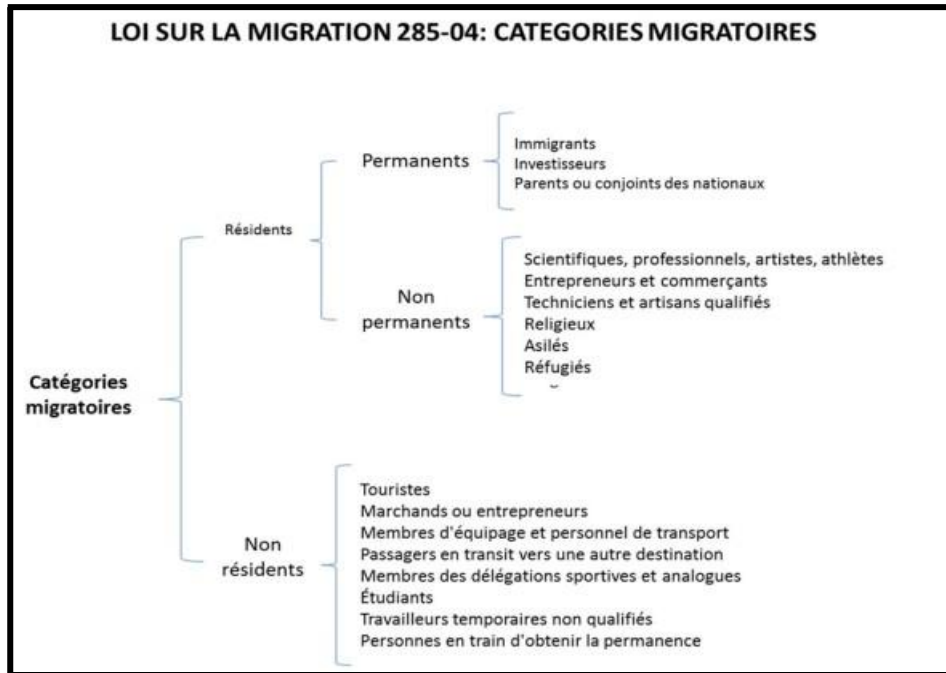 LOI SUR LA MIGRATION 285-04: CATEGORIES MIGRATOIRES
Catégories
migratoires
Résidents
Permanents
Immigrants
Investisseurs
Parents ou conjoints des nationaux
Non
permanents
Scientifiques, professionnels, artistes, athlètes
Entrepreneurs et commerçants
Techniciens et artisans qualifiés
Religieux
Asilés
Réfugiés
Non
résidents
Touristes
Marchands ou entrepreneurs
Membres d'équipage et personnel de transport
Passagers en transit vers une autre destination
Membres des délégations sportives et analogues
Étudiants
Travailleurs temporaires non qualifiés
Personnes en train d'obtenir la permanence